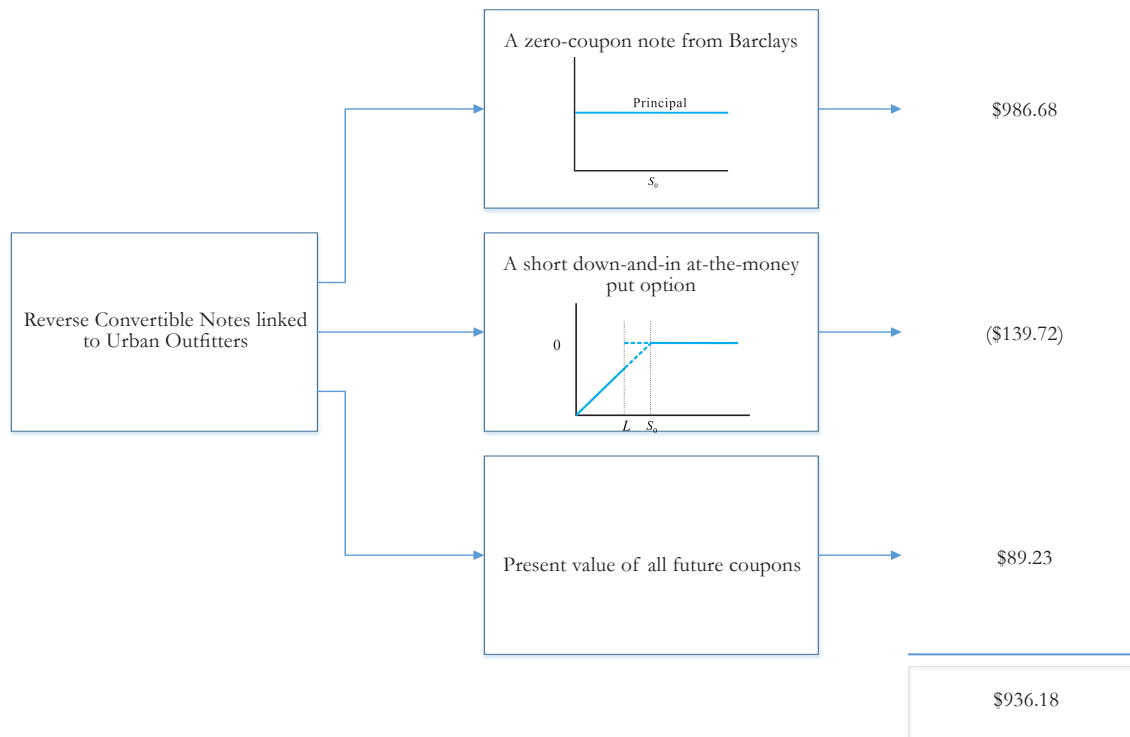 A zero-coupon note from Barclays
Principal
S₀
$986.68
Reverse Convertible Notes linked
to Urban Outfitters
A short down-and-in at-the-money
put option
0
L S₀
($139.72)
Present value of all future coupons
$89.23
$936.18